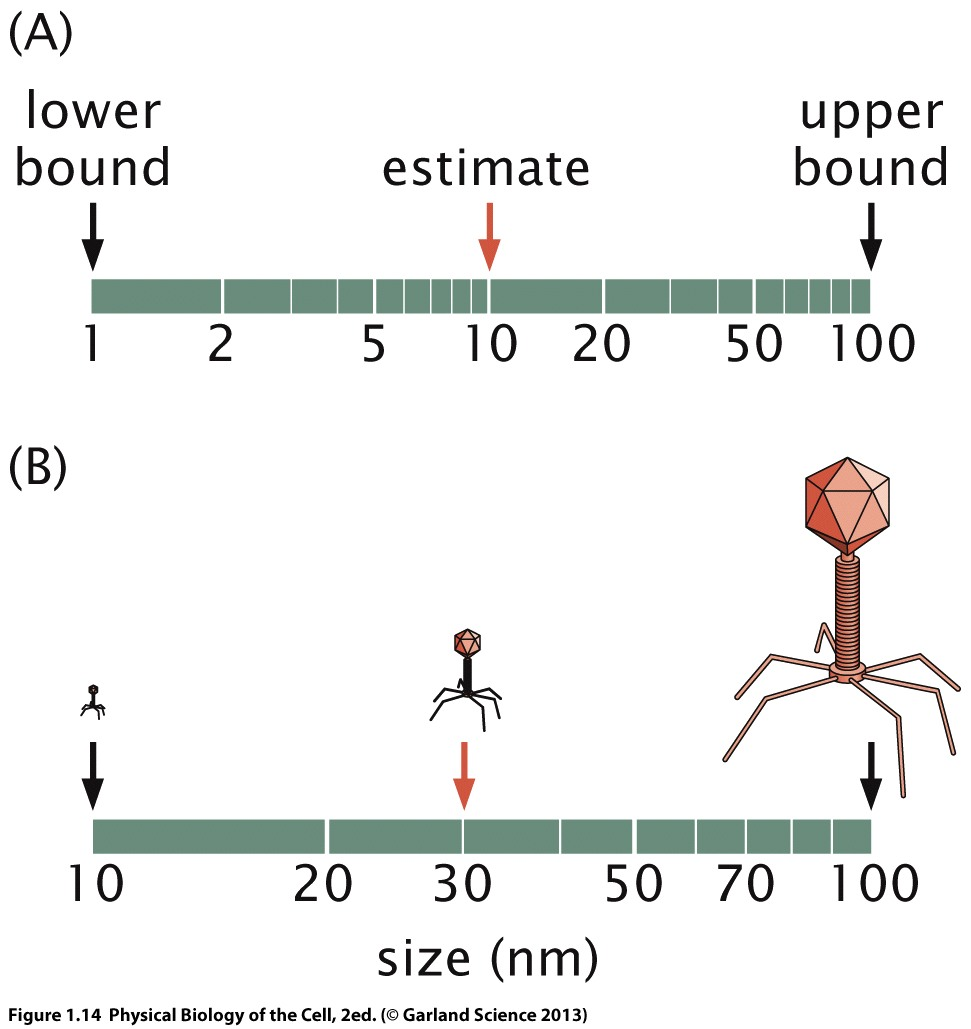 (A)
lower
bound
estimate
upper
bound
1 2 5 10 20 50 100
(B)
10 20 30 50 70 100
size (nm)
Figure 1.14 Physical Biology of the Cell, 2ed. (© Garland Science 2013)